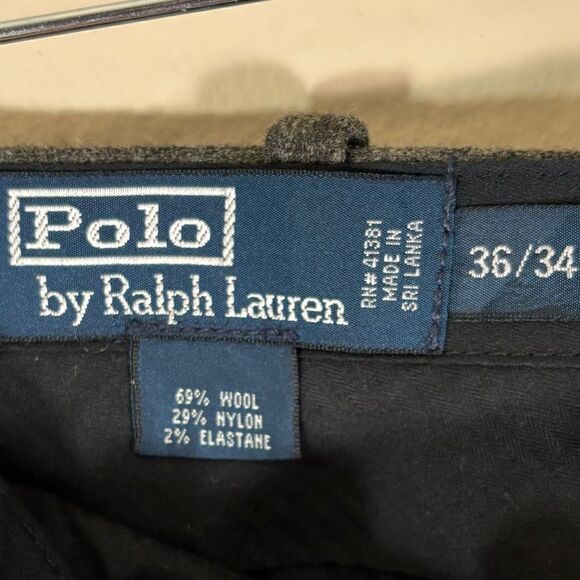 Polo
by Ralph Lauren
RN# 41381
MADE IN
SRI LANKA
36/34
69% WOOL
29% NYLON
2% ELASTANE